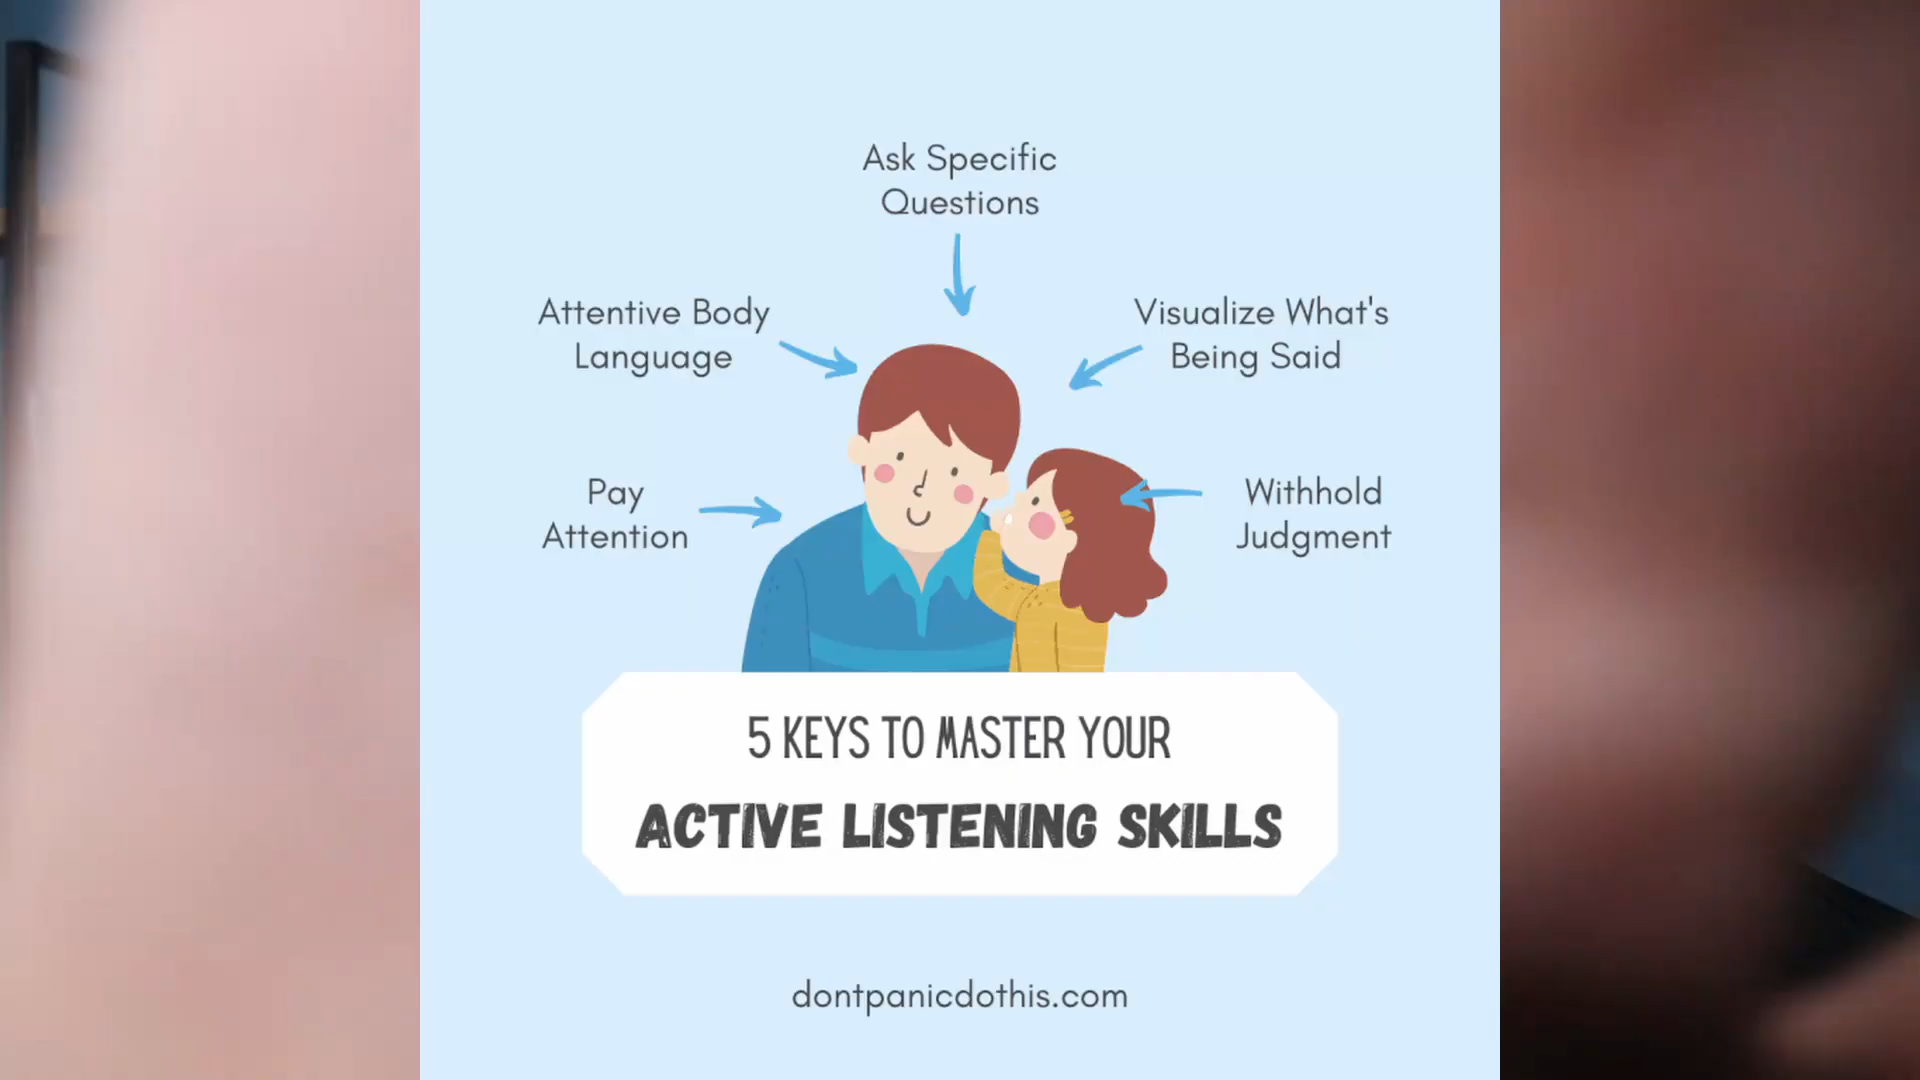 Ask Specific
Questions
Attentive Body
Language
Visualize What's
Being Said
Pay
Attention
Withhold
Judgment
5 KEYS TO MASTER YOUR
ACTIVE LISTENING SKILLS
dontpanicdothis.com